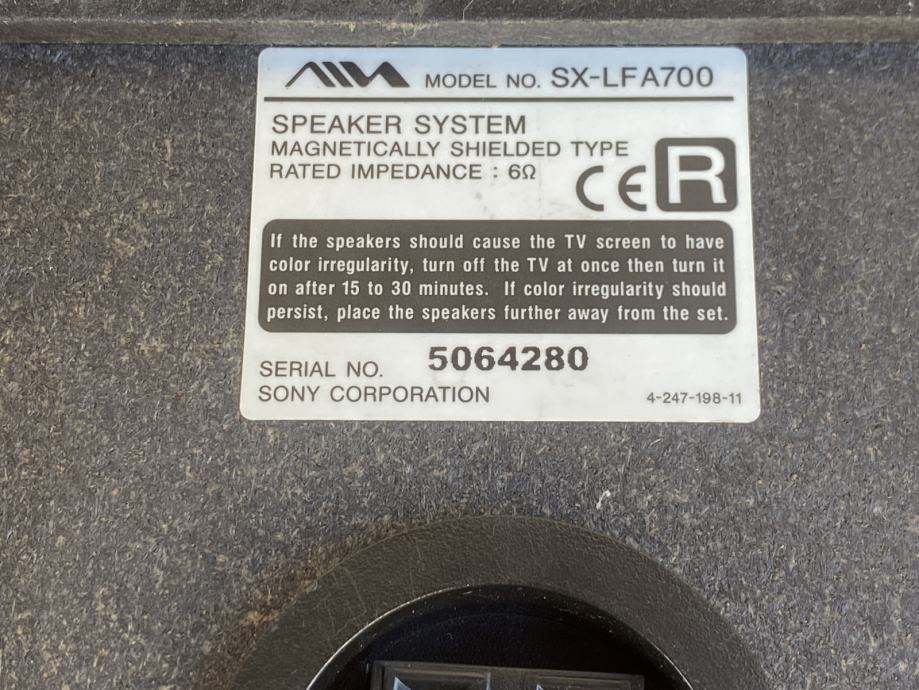 AIWA MODEL NO. SX-LFA700
SPEAKER SYSTEM
MAGNETICALLY SHIELDED TYPE
RATED IMPEDANCE : 6Ω
CE R
If the speakers should cause the TV screen to have
color irregularity, turn off the TV at once then turn it
on after 15 to 30 minutes. If color irregularity should
persist, place the speakers further away from the set.
SERIAL NO. 5064280
SONY CORPORATION 4-247-198-11